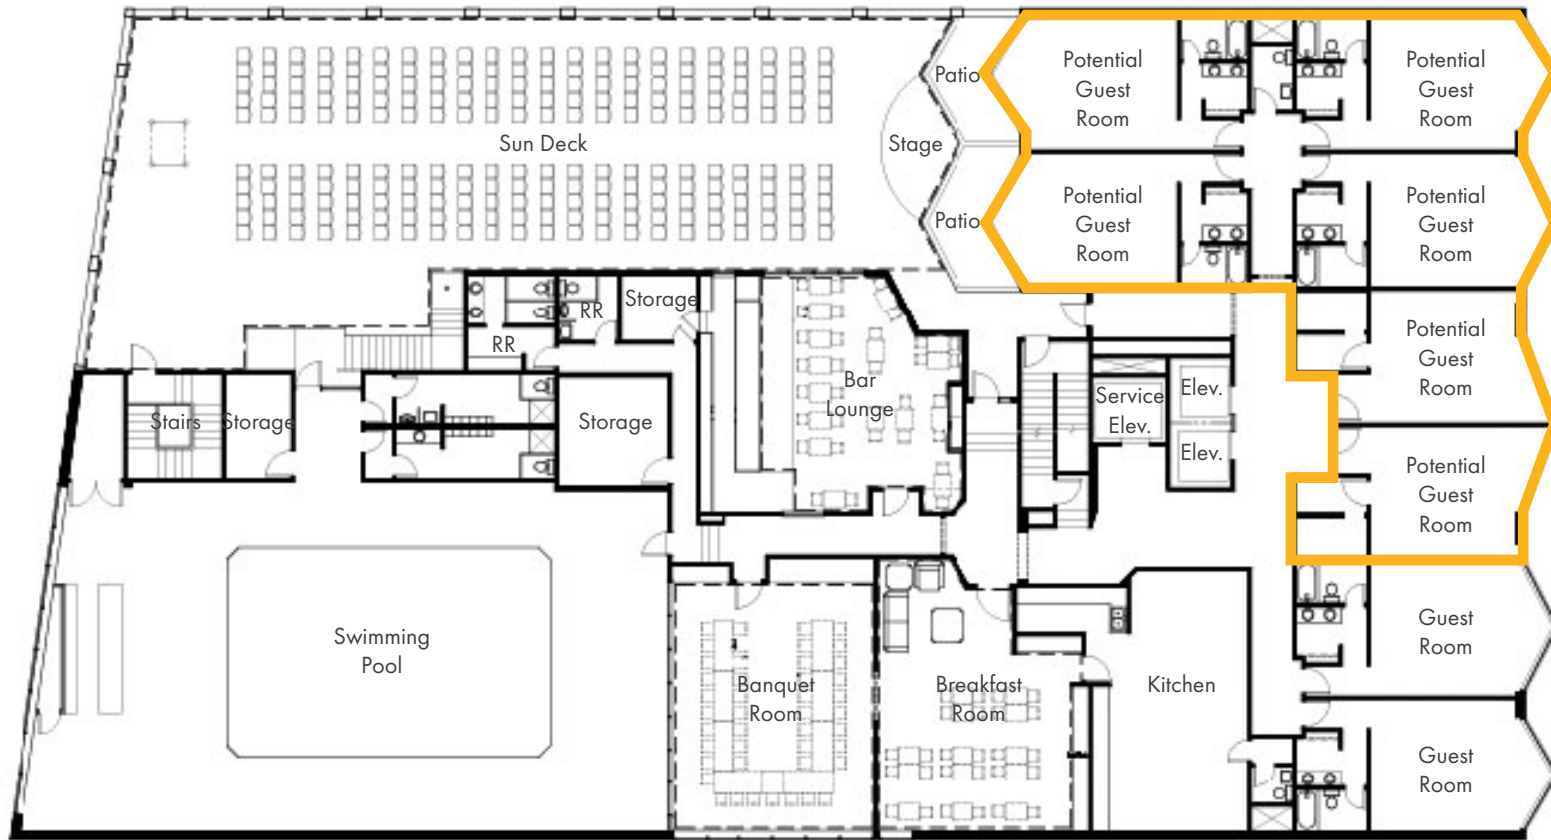 Potential
Guest
Room
Potential
Guest
Room
Patio
Sun Deck
Stage
Potential
Guest
Room
Potential
Guest
Room
Patio
RR
Storage
RR
Potential
Guest
Room
Bar
Lounge
Service
Elev.
Elev.
Stairs
Storage
Storage
Elev.
Potential
Guest
Room
Swimming
Pool
Guest
Room
Banquet
Room
Breakfast
Room
Kitchen
Guest
Room